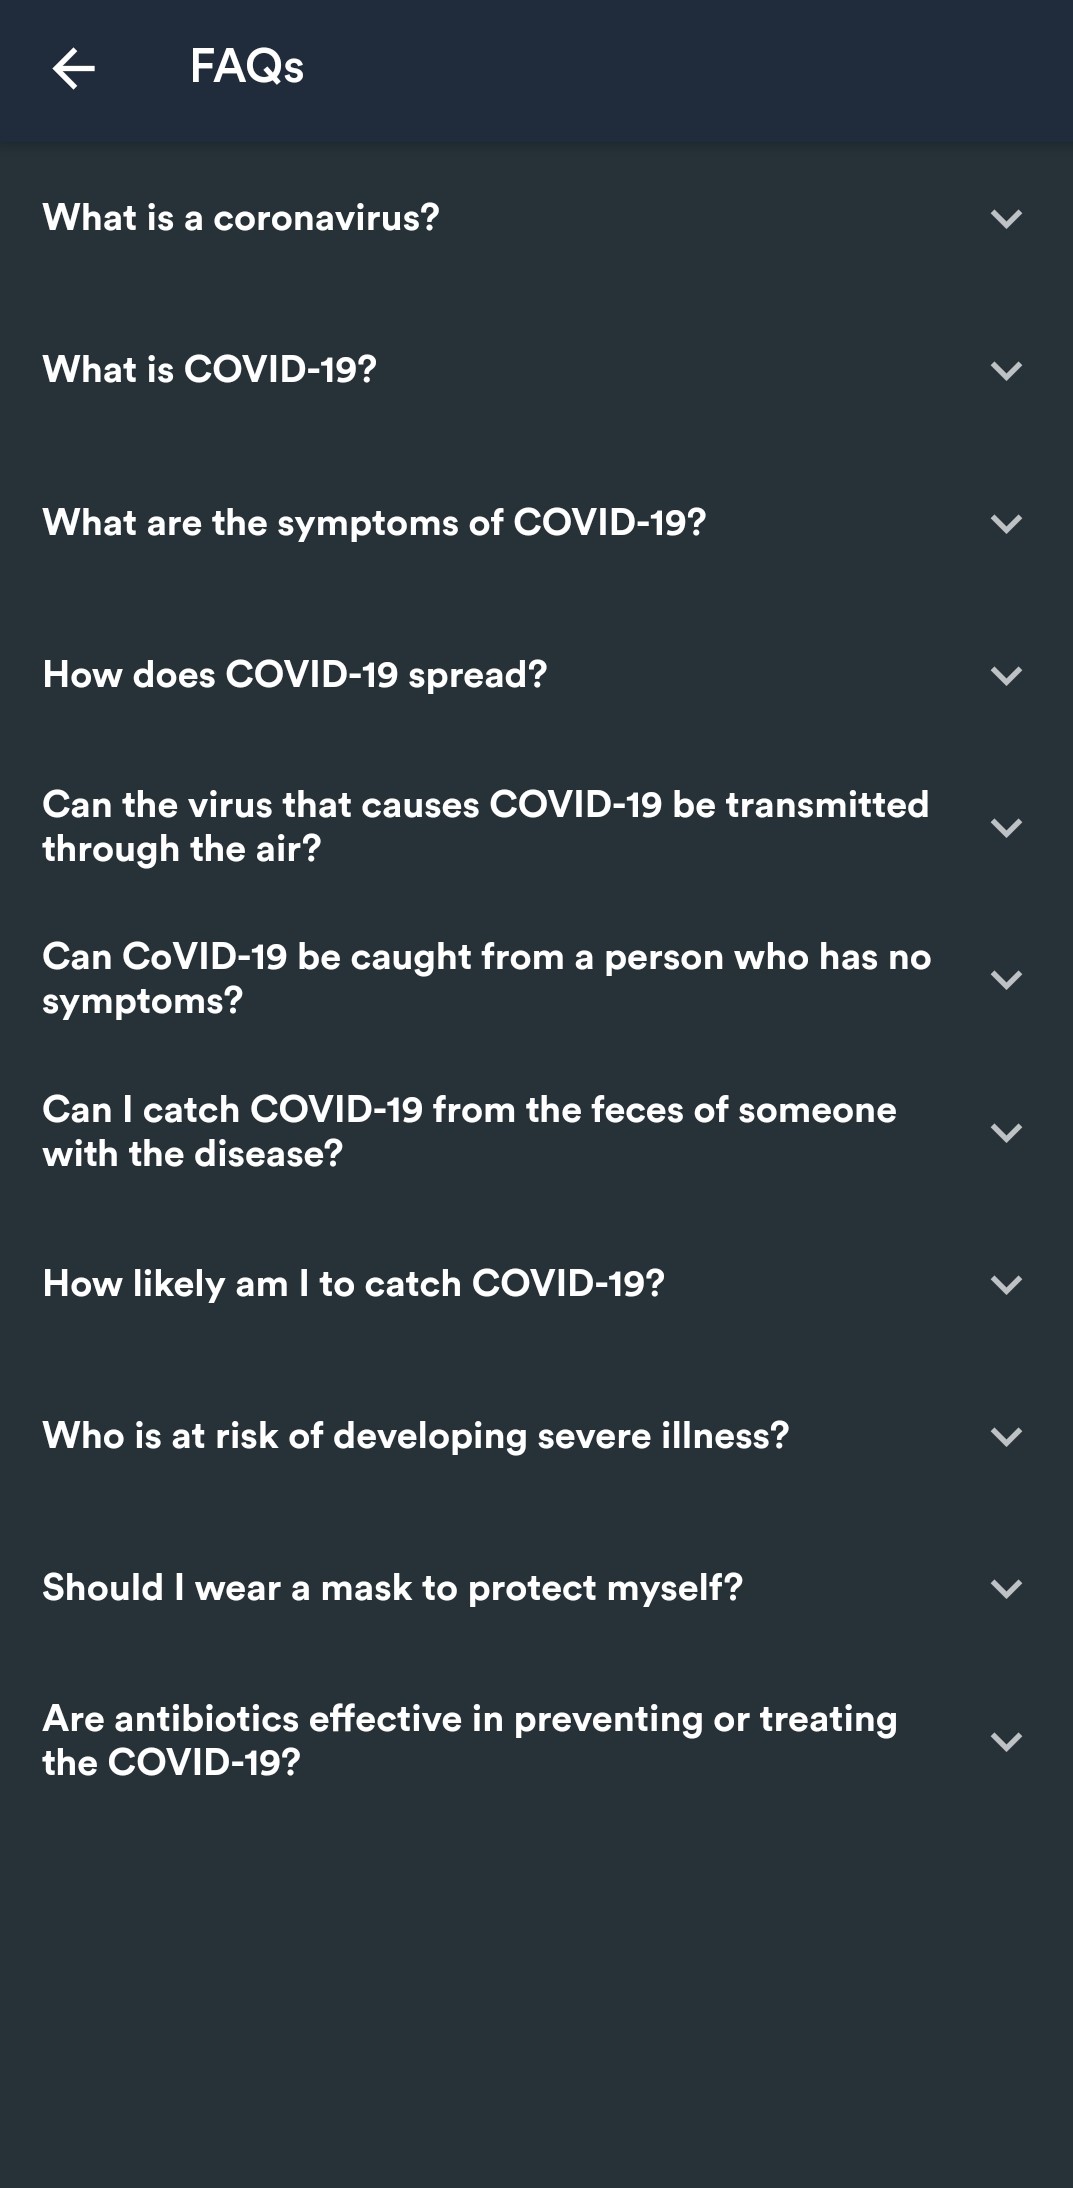 FAQs
What is a coronavirus?
What is COVID-19?
What are the symptoms of COVID-19?
How does COVID-19 spread?
Can the virus that causes COVID-19 be transmitted
through the air?
Can CoVID-19 be caught from a person who has no
symptoms?
Can I catch COVID-19 from the feces of someone
with the disease?
How likely am I to catch COVID-19?
Who is at risk of developing severe illness?
Should I wear a mask to protect myself?
Are antibiotics effective in preventing or treating
the COVID-19?